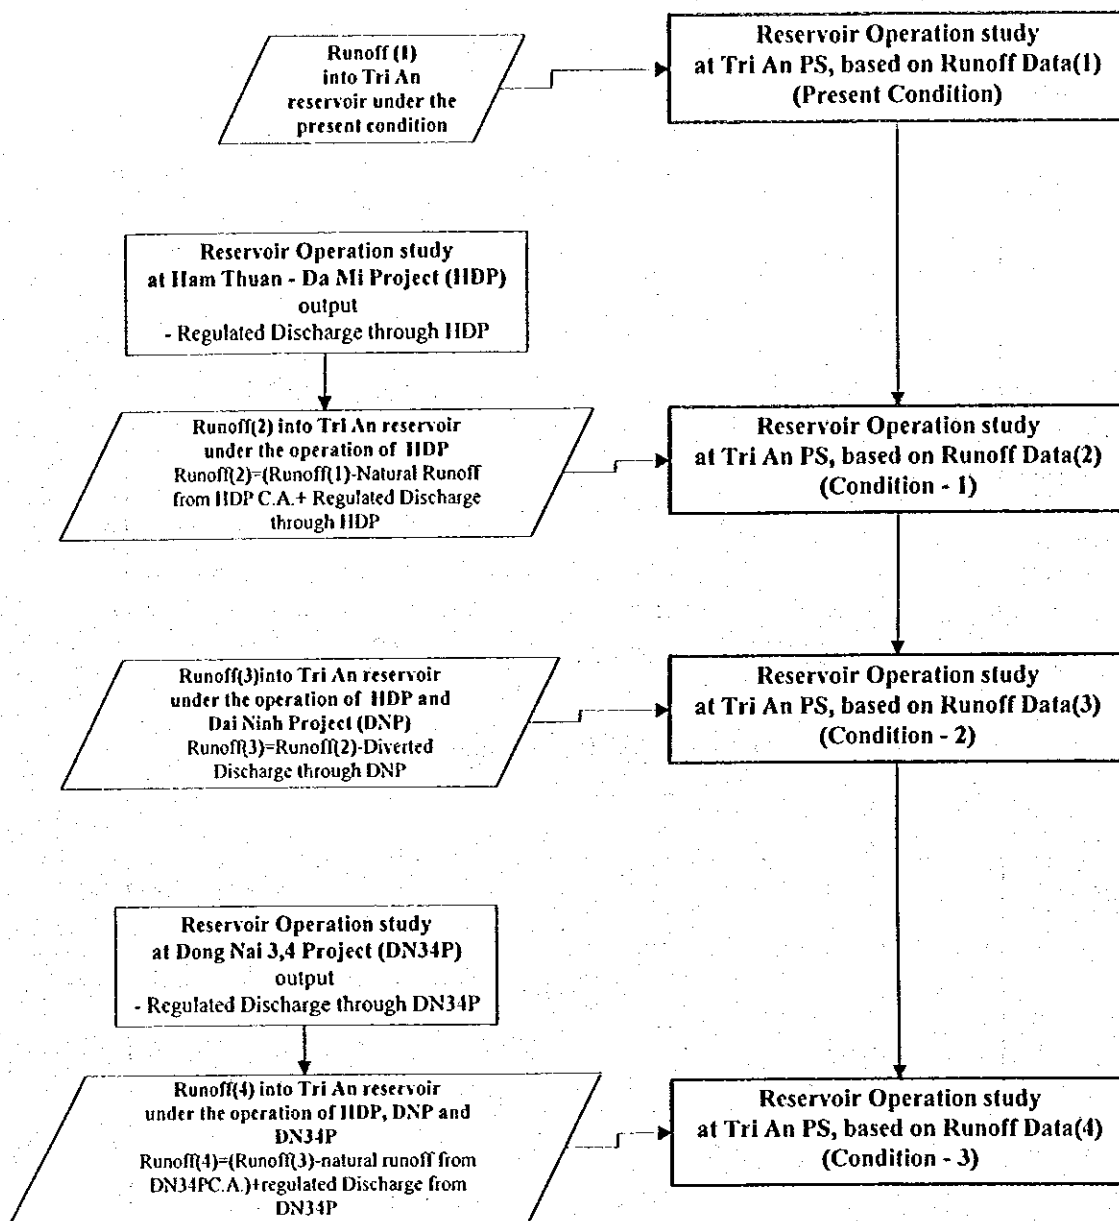 Runoff (1)
into Tri An
reservoir under the
present condition
Reservoir Operation study
at Tri An PS, based on Runoff Data(1)
(Present Condition)
Reservoir Operation study
at Ham Thuan - Da Mi Project (HDP)
output
- Regulated Discharge through HDP
Runoff(2) into Tri An reservoir
under the operation of HDP
Runoff(2)=(Runoff(1)-Natural Runoff
from HDP C.A.+ Regulated Discharge
through HDP
Reservoir Operation study
at Tri An PS, based on Runoff Data(2)
(Condition - 1)
Runoff(3)into Tri An reservoir
under the operation of HDP and
Dai Ninh Project (DNP)
Runoff(3)=Runoff(2)-Diverted
Discharge through DNP
Reservoir Operation study
at Tri An PS, based on Runoff Data(3)
(Condition - 2)
Reservoir Operation study
at Dong Nai 3,4 Project (DN34P)
output
- Regulated Discharge through DN34P
Runoff(4) into Tri An reservoir
under the operation of HDP, DNP and
DN34P
Runoff(4)=(Runoff(3)-natural runoff from
DN34PC.A.)+regulated Discharge from
DN34P
Reservoir Operation study
at Tri An PS, based on Runoff Data(4)
(Condition - 3)